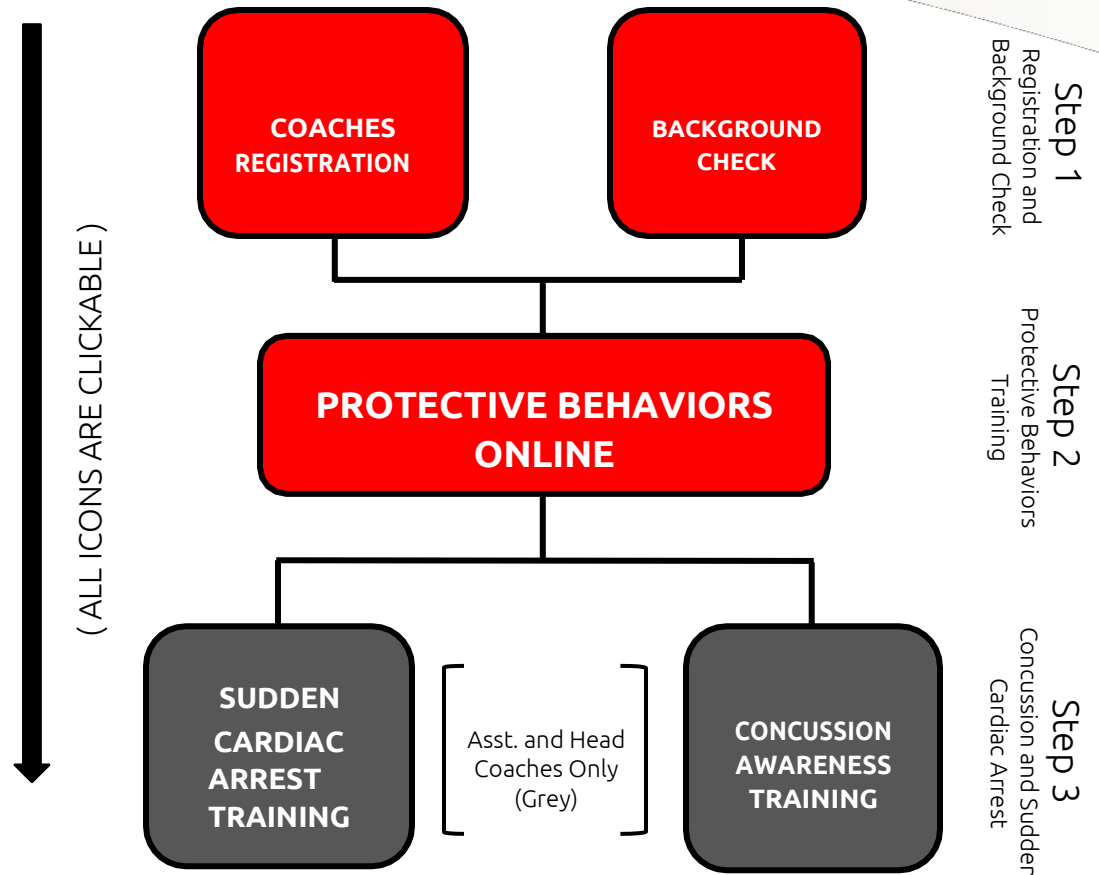 COACHES
REGISTRATION
BACKGROUND
CHECK
Step 1
Registration and
Background Check
( ALL ICONS ARE CLICKABLE )
PROTECTIVE BEHAVIORS
ONLINE
Step 2
Protective Behaviors
Training
SUDDEN
CARDIAC
ARREST
TRAINING
Asst. and Head
Coaches Only
(Grey)
CONCUSSION
AWARENESS
TRAINING
Step 3
Concussion and Sudden
Cardiac Arrest